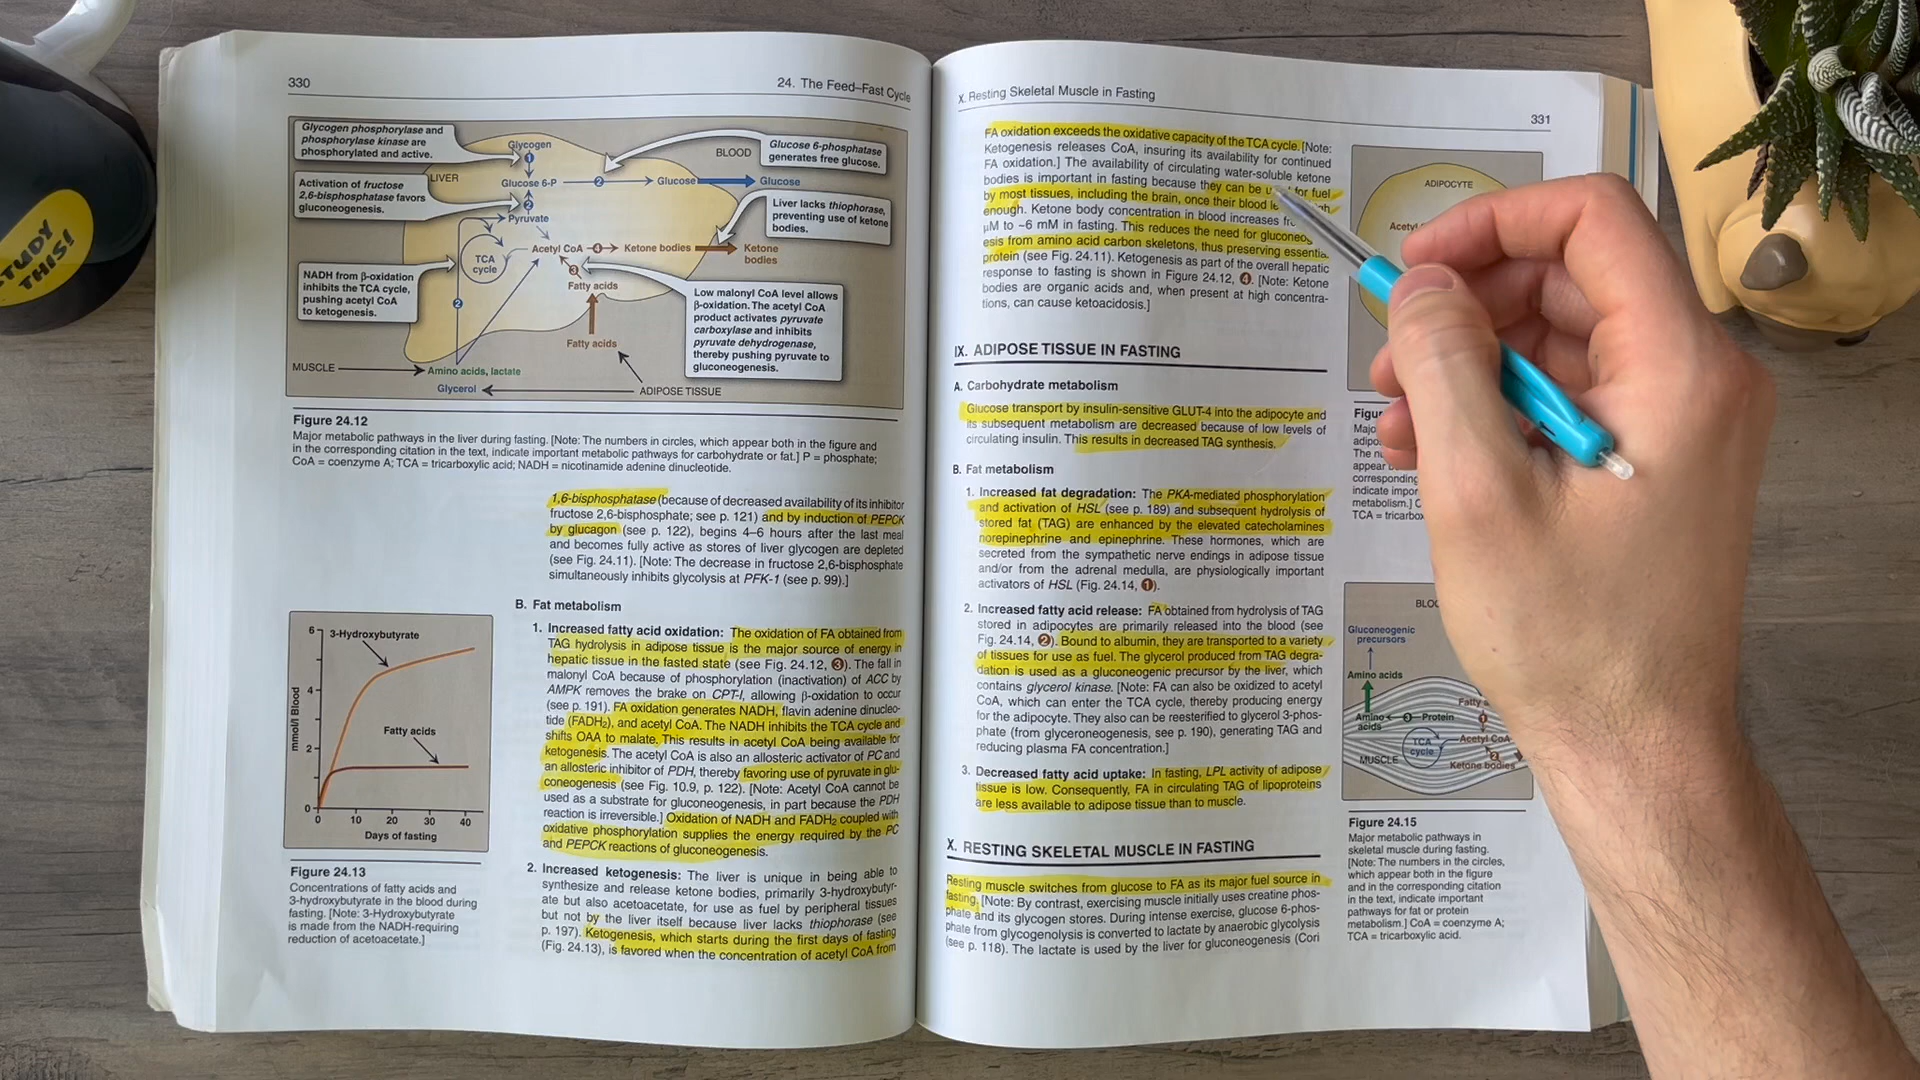 STUDY
THIS!
330
24. The Feed–Fast Cycle
Glycogen phosphorylase and
phosphorylase kinase are
phosphorylated and active.
Activation of fructose
2,6-bisphosphatase favors
gluconeogenesis.
NADH from β-oxidation
inhibits the TCA cycle,
pushing acetyl CoA
to ketogenesis.
LIVER
Glycogen
1
Glucose 6-P
2
Glucose
Glucose
2
Pyruvate
TCA
cycle
Acetyl CoA
4
Ketone bodies
Ketone
bodies
3
Fatty acids
2
Fatty acids
BLOOD
Glucose 6-phosphatase
generates free glucose.
Liver lacks thiophorase,
preventing use of ketone
bodies.
Low malonyl CoA level allows
β-oxidation. The acetyl CoA
product activates pyruvate
carboxylase and inhibits
pyruvate dehydrogenase,
thereby pushing pyruvate to
gluconeogenesis.
MUSCLE
Amino acids, lactate
Glycerol
ADIPOSE TISSUE
Figure 24.12
Major metabolic pathways in the liver during fasting. [Note: The numbers in circles, which appear both in the figure and
in the corresponding citation in the text, indicate important metabolic pathways for carbohydrate or fat.] P = phosphate;
CoA = coenzyme A; TCA = tricarboxylic acid; NADH = nicotinamide adenine dinucleotide.
1,6-bisphosphatase (because of decreased availability of its inhibitor
fructose 2,6-bisphosphate; see p. 121) and by induction of PEPCK
by glucagon (see p. 122), begins 4–6 hours after the last meal
and becomes fully active as stores of liver glycogen are depleted
(see Fig. 24.11). [Note: The decrease in fructose 2,6-bisphosphate
simultaneously inhibits glycolysis at PFK-1 (see p. 99).]
B. Fat metabolism
1. Increased fatty acid oxidation: The oxidation of FA obtained from
TAG hydrolysis in adipose tissue is the major source of energy in
hepatic tissue in the fasted state (see Fig. 24.12, 3). The fall in
malonyl CoA because of phosphorylation (inactivation) of ACC by
AMPK removes the brake on CPT-I, allowing β-oxidation to occur
(see p. 191). FA oxidation generates NADH, flavin adenine dinucleo-
tide (FADH2), and acetyl CoA. The NADH inhibits the TCA cycle and
shifts OAA to malate. This results in acetyl CoA being available for
ketogenesis. The acetyl CoA is also an allosteric activator of PC and
an allosteric inhibitor of PDH, thereby favoring use of pyruvate in glu-
coneogenesis (see Fig. 10.9, p. 122). [Note: Acetyl CoA cannot be
used as a substrate for gluconeogenesis, in part because the PDH
reaction is irreversible.] Oxidation of NADH and FADH2 coupled with
oxidative phosphorylation supplies the energy required by the PC
and PEPCK reactions of gluconeogenesis.
2. Increased ketogenesis: The liver is unique in being able to
synthesize and release ketone bodies, primarily 3-hydroxybutyr-
ate but also acetoacetate, for use as fuel by peripheral tissues
but not by the liver itself because liver lacks thiophorase (see
p. 197). Ketogenesis, which starts during the first days of fasting
(Fig. 24.13), is favored when the concentration of acetyl CoA from
6
4
2
0
mmol/l Blood
3-Hydroxybutyrate
Fatty acids
0 10 20 30 40
Days of fasting
Figure 24.13
Concentrations of fatty acids and
3-hydroxybutyrate in the blood during
fasting. [Note: 3-Hydroxybutyrate
is made from the NADH-requiring
reduction of acetoacetate.]
X. Resting Skeletal Muscle in Fasting
331
FA oxidation exceeds the oxidative capacity of the TCA cycle. [Note:
Ketogenesis releases CoA, insuring its availability for continued
FA oxidation.] The availability of circulating water-soluble ketone
bodies is important in fasting because they can be for fuel
by most tissues, including the brain, once their blood
enough. Ketone body concentration in blood increases
μM to ~6 mM in fasting. This reduces the need for gluconeog
esis from amino acid carbon skeletons, thus preserving essential
protein (see Fig. 24.11). Ketogenesis as part of the overall hepatic
response to fasting is shown in Figure 24.12, 4. [Note: Ketone
bodies are organic acids and, when present at high concentra-
tions, can cause ketoacidosis.]
IX. ADIPOSE TISSUE IN FASTING
A. Carbohydrate metabolism
Glucose transport by insulin-sensitive GLUT-4 into the adipocyte and
its subsequent metabolism are decreased because of low levels of
circulating insulin. This results in decreased TAG synthesis.
B. Fat metabolism
1. Increased fat degradation: The PKA-mediated phosphorylation
and activation of HSL (see p. 189) and subsequent hydrolysis of
stored fat (TAG) are enhanced by the elevated catecholamines
norepinephrine and epinephrine. These hormones, which are
secreted from the sympathetic nerve endings in adipose tissue
and/or from the adrenal medulla, are physiologically important
activators of HSL (Fig. 24.14, 1).
2. Increased fatty acid release: FA obtained from hydrolysis of TAG
stored in adipocytes are primarily released into the blood (see
Fig. 24.14, 2). Bound to albumin, they are transported to a variety
of tissues for use as fuel. The glycerol produced from TAG degra-
dation is used as a gluconeogenic precursor by the liver, which
contains glycerol kinase. [Note: FA can also be oxidized to acetyl
CoA, which can enter the TCA cycle, thereby producing energy
for the adipocyte. They also can be reesterified to glycerol 3-phos-
phate (from glyceroneogenesis, see p. 190), generating TAG and
reducing plasma FA concentration.]
3. Decreased fatty acid uptake: In fasting, LPL activity of adipose
tissue is low. Consequently, FA in circulating TAG of lipoproteins
are less available to adipose tissue than to muscle.
X. RESTING SKELETAL MUSCLE IN FASTING
Resting muscle switches from glucose to FA as its major fuel source in
fasting. [Note: By contrast, exercising muscle initially uses creatine phos-
phate and its glycogen stores. During intense exercise, glucose 6-phos-
phate from glycogenolysis is converted to lactate by anaerobic glycolysis
(see p. 118). The lactate is used by the liver for gluconeogenesis (Cori
ADIPOCYTE
Acetyl
Figur
Majo
adipo
The n
appear
corresponding
indicate impor
metabolism.]
TCA = tricarbox
BLOO
Gluconeogenic
precursors
Amino acids
Amino
acids
3
Protein
Fatty
1
TCA
cycle
Acetyl CoA
2
Ketone bodies
MUSCLE
Figure 24.15
Major metabolic pathways in
skeletal muscle during fasting.
[Note: The numbers in the circles,
which appear both in the figure
and in the corresponding citation
in the text, indicate important
pathways for fat or protein
metabolism.] CoA = coenzyme A;
TCA = tricarboxylic acid.